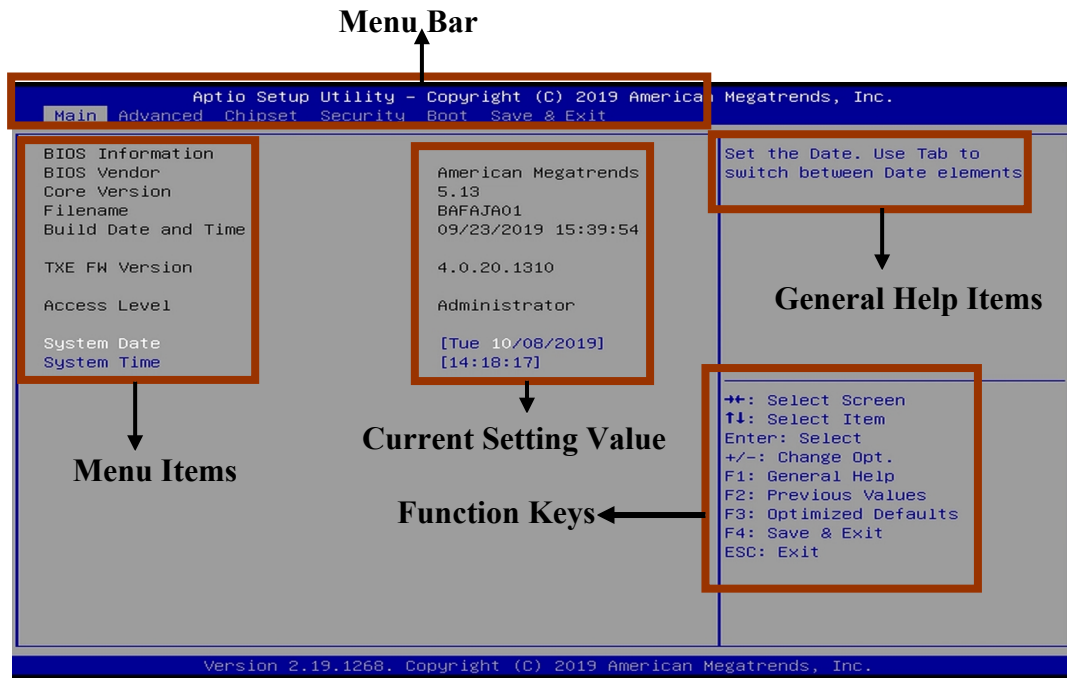 Menu Bar
Aptio Setup Utility – Copyright (C) 2019 American Megatrends, Inc.
Main Advanced Chipset Security Boot Save & Exit
BIOS Information
BIOS Vendor American Megatrends
Core Version 5.13
Filename BAFAJA01
Build Date and Time 09/23/2019 15:39:54
TXE FW Version 4.0.20.1310
Access Level Administrator
System Date [Tue 10/08/2019]
System Time [14:18:17]
Set the Date. Use Tab to
switch between Date elements
General Help Items
Menu Items
Current Setting Value
Function Keys
→←: Select Screen
↑↓: Select Item
Enter: Select
+/-: Change Opt.
F1: General Help
F2: Previous Values
F3: Optimized Defaults
F4: Save & Exit
ESC: Exit
Version 2.19.1268. Copyright (C) 2019 American Megatrends, Inc.